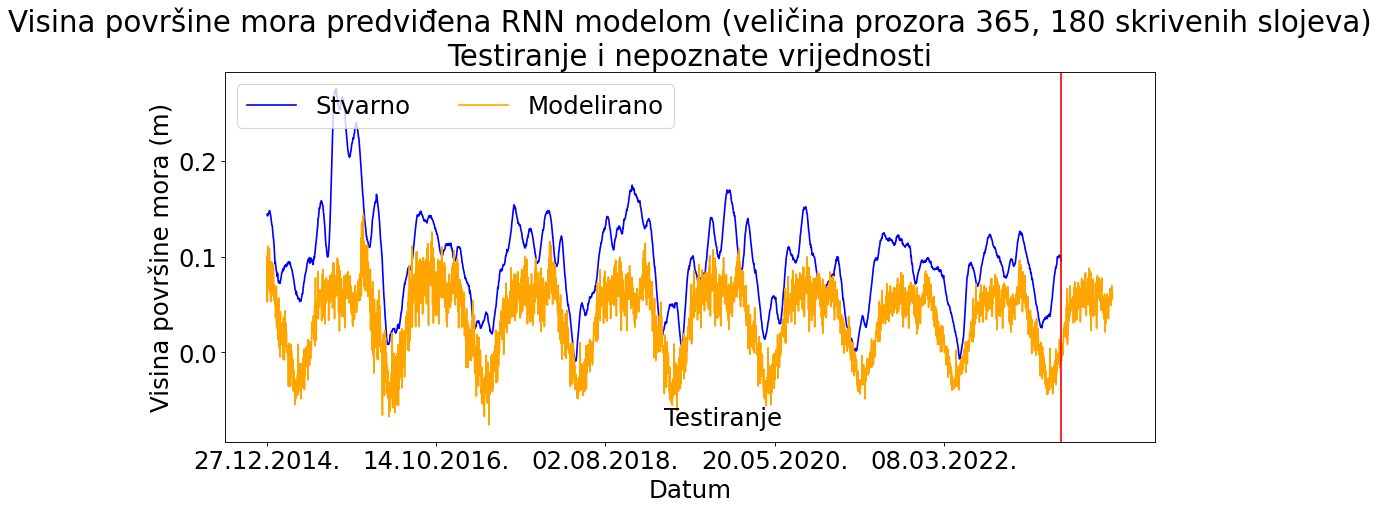 Visina površine mora predviđena RNN modelom (veličina prozora 365, 180 skrivenih slojeva)
Testiranje i nepoznate vrijednosti
Stvarno Modelirano
Visina površine mora (m)
0.2
0.1
0.0
Testiranje
27.12.2014. 14.10.2016. 02.08.2018. 20.05.2020. 08.03.2022.
Datum